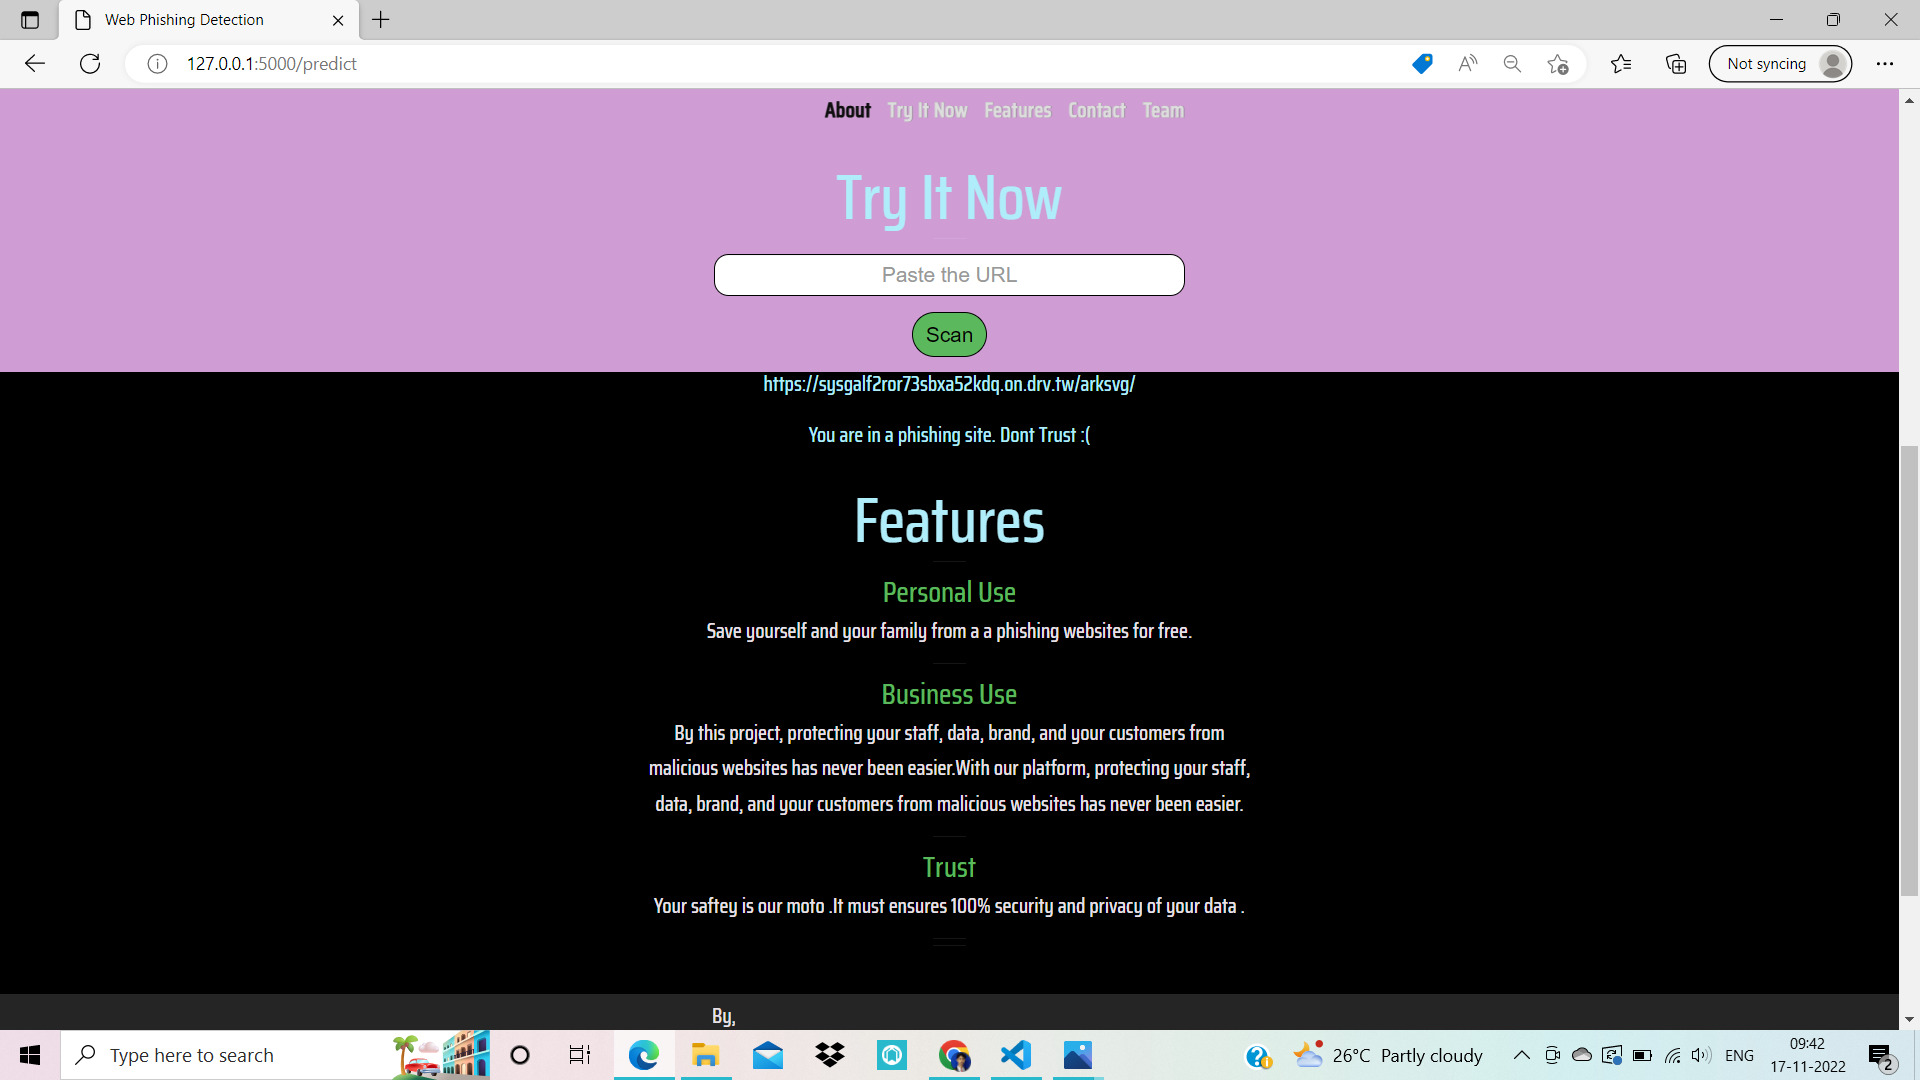 Web Phishing Detection
127.0.0.1:5000/predict
Not syncing
About Try It Now Features Contact Team
Try It Now
Paste the URL
Scan
https://sysgalf2ror73sbxa52kdq.on.drv.tw/arksvg/
You are in a phishing site. Dont Trust :(
Features
Personal Use
Save yourself and your family from a a phishing websites for free.
Business Use
By this project, protecting your staff, data, brand, and your customers from
malicious websites has never been easier.With our platform, protecting your staff,
data, brand, and your customers from malicious websites has never been easier.
Trust
Your saftey is our moto .It must ensures 100% security and privacy of your data .
By,
Type here to search
26°C Partly cloudy
ENG
09:42
17-11-2022
2